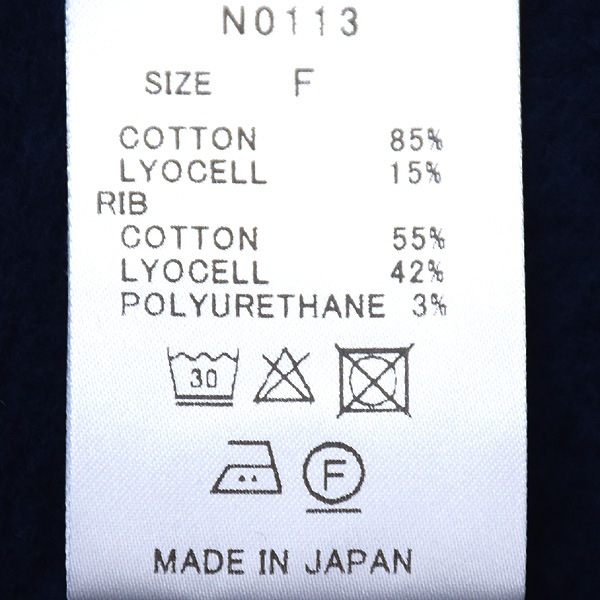 N0113
SIZE F
COTTON 85%
LYOCELL 15%
RIB
COTTON 55%
LYOCELL 42%
POLYURETHANE 3%
30
F
MADE IN JAPAN